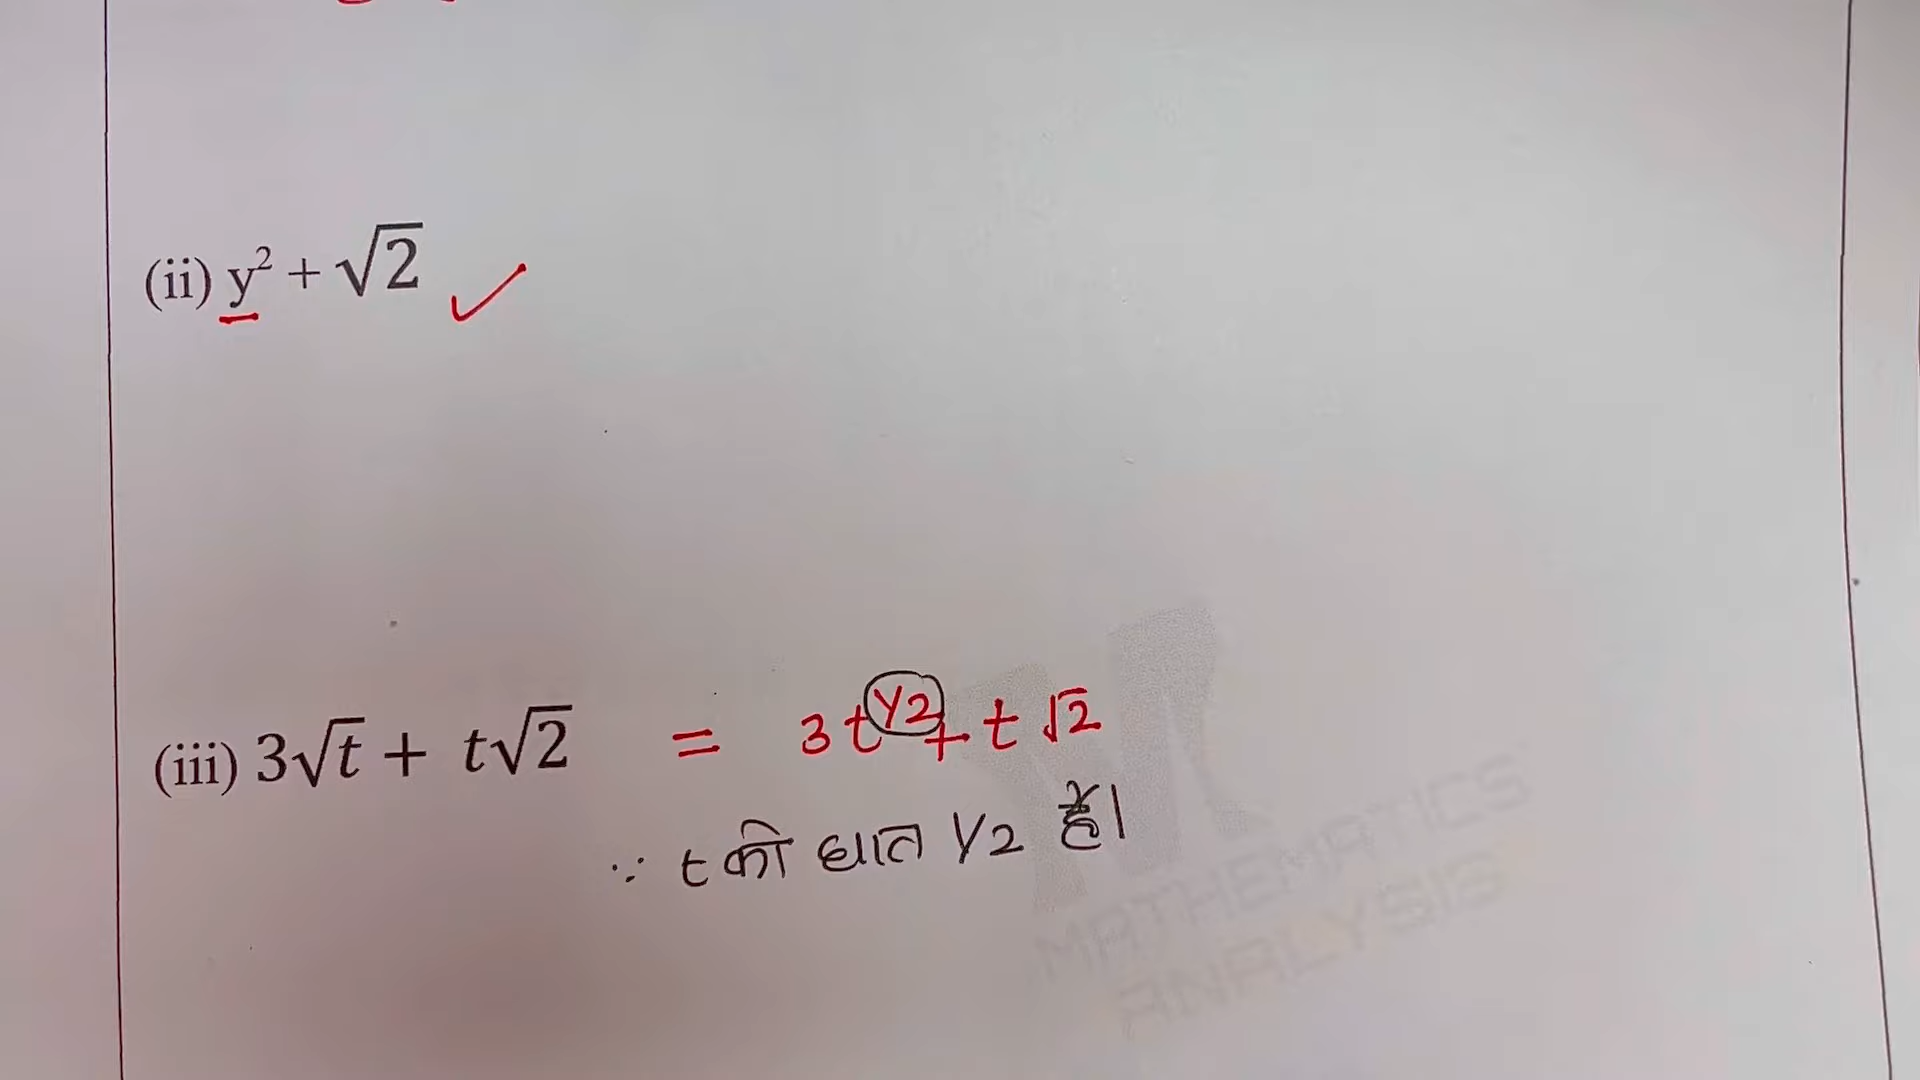 (ii) y² + √2 ✓
(iii) 3√t + t√2 = 3t^1/2 + t√2
∵ t की घात 1/2 है।
MATHEMATICS
ANALYSIS